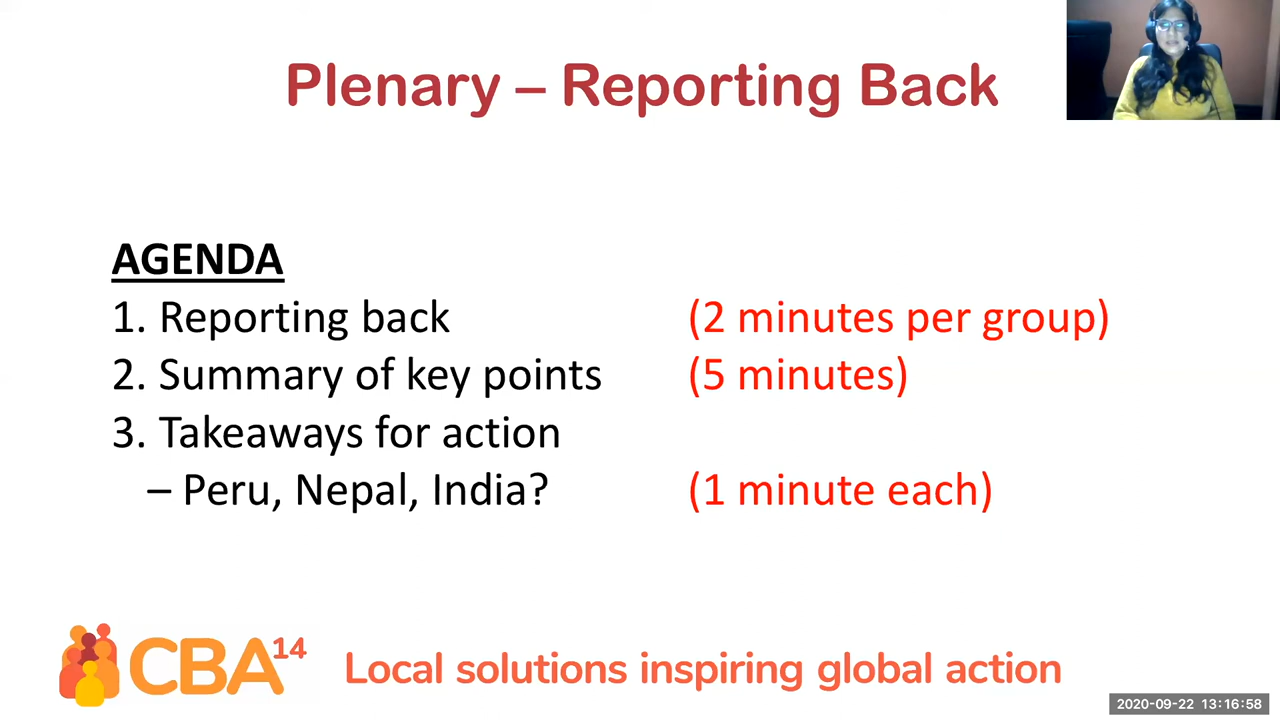 Plenary – Reporting Back
AGENDA
1. Reporting back (2 minutes per group)
2. Summary of key points (5 minutes)
3. Takeaways for action
– Peru, Nepal, India? (1 minute each)
CBA14 Local solutions inspiring global action
2020-09-22 13:16:58